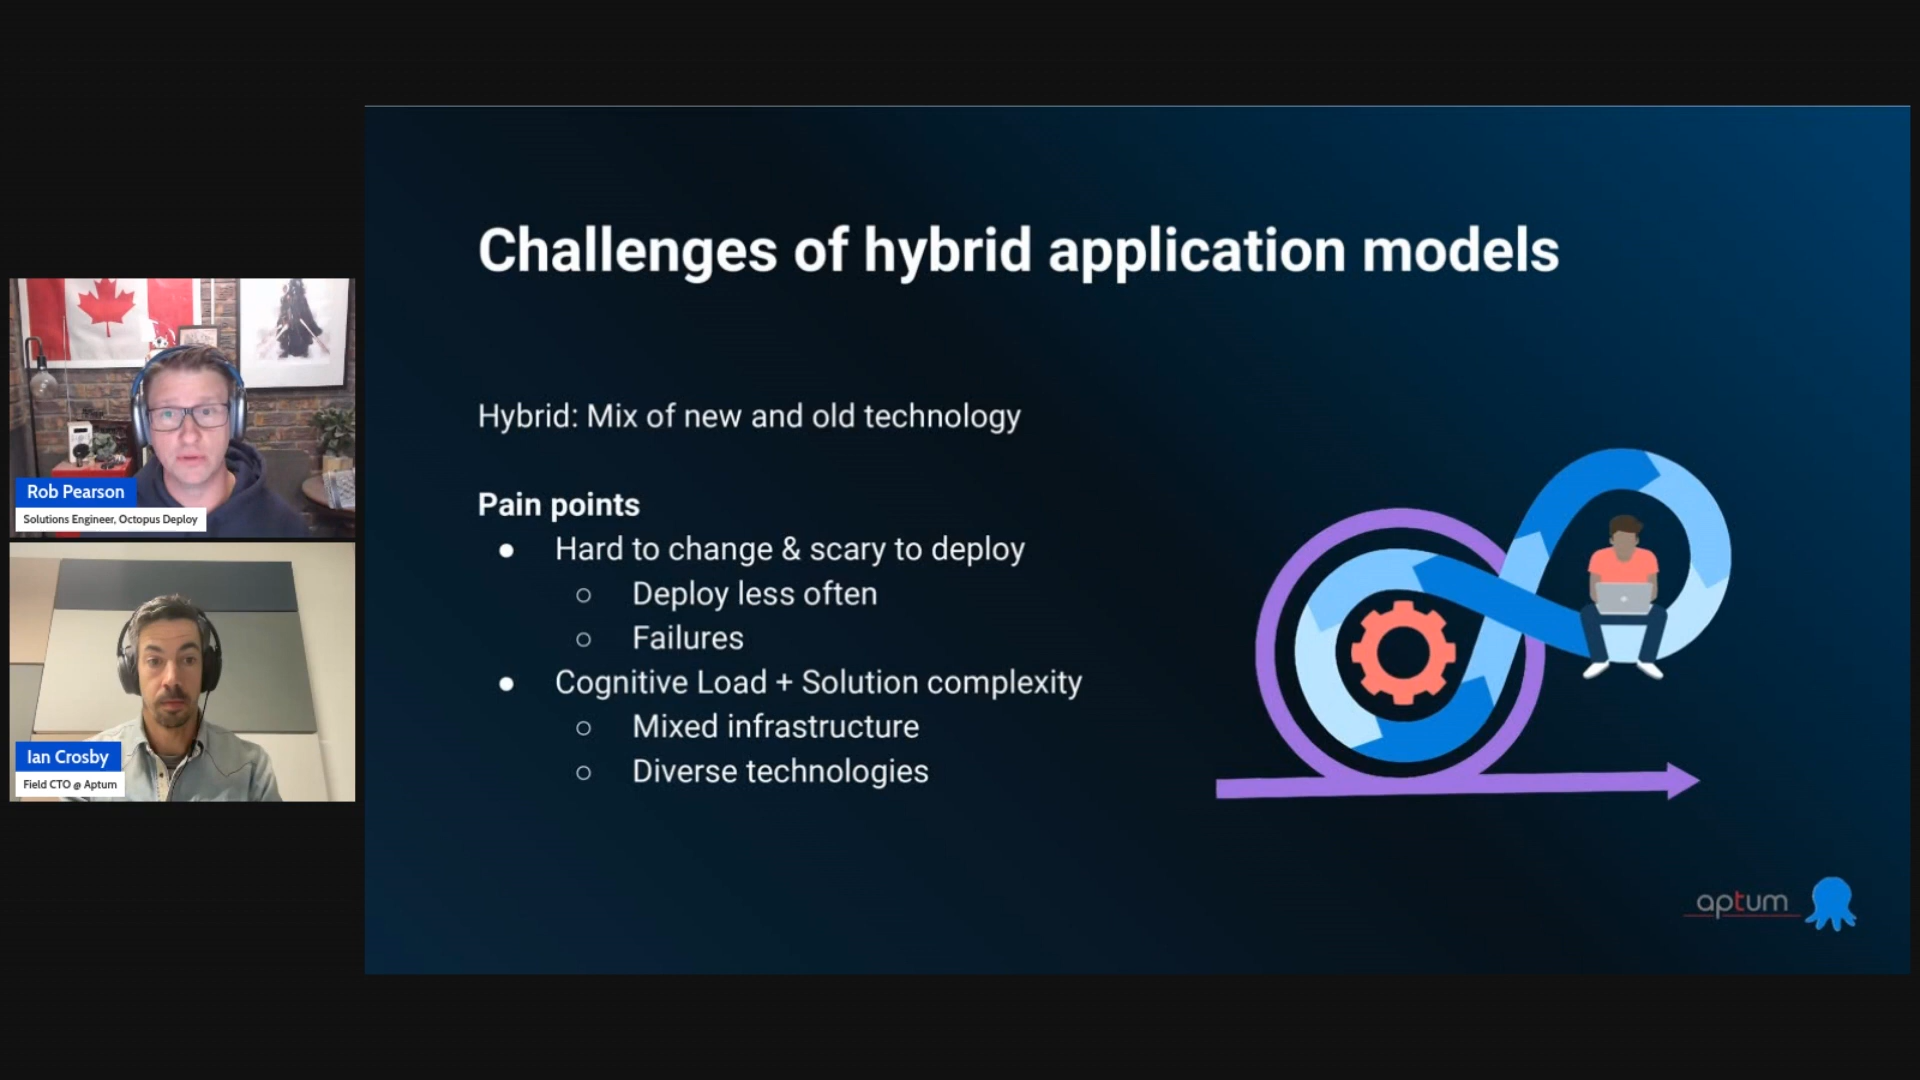 Challenges of hybrid application models
Hybrid: Mix of new and old technology
Pain points
● Hard to change & scary to deploy
○ Deploy less often
○ Failures
● Cognitive Load + Solution complexity
○ Mixed infrastructure
○ Diverse technologies
aptum
Rob Pearson
Solutions Engineer, Octopus Deploy
Ian Crosby
Field CTO @ Aptum